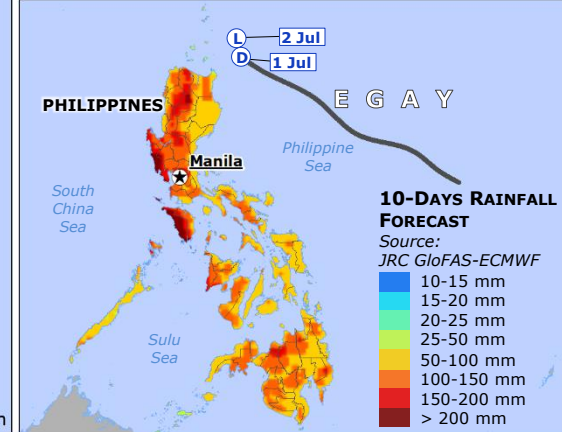 L
2 Jul
D
1 Jul
PHILIPPINES
E G A Y
Philippine
Sea
Manila
South
China
Sea
Sulu
Sea
10-DAYS RAINFALL
FORECAST
Source:
JRC GloFAS-ECMWF
10-15 mm
15-20 mm
20-25 mm
25-50 mm
50-100 mm
100-150 mm
150-200 mm
> 200 mm